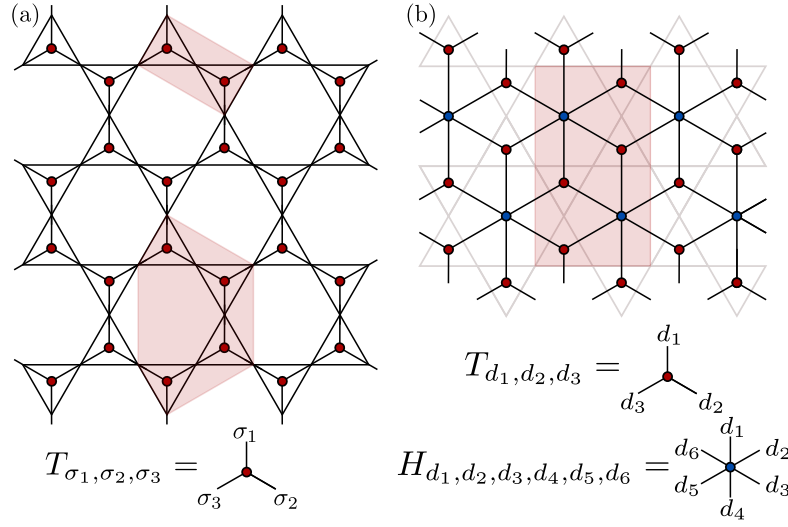 (a)
(b)
T_{σ₁,σ₂,σ₃} =
σ₁
σ₃ σ₂
T_{d₁,d₂,d₃} =
d₁
d₃ d₂
H_{d₁,d₂,d₃,d₄,d₅,d₆} =
d₁
d₆ d₂
d₅ d₃
d₄